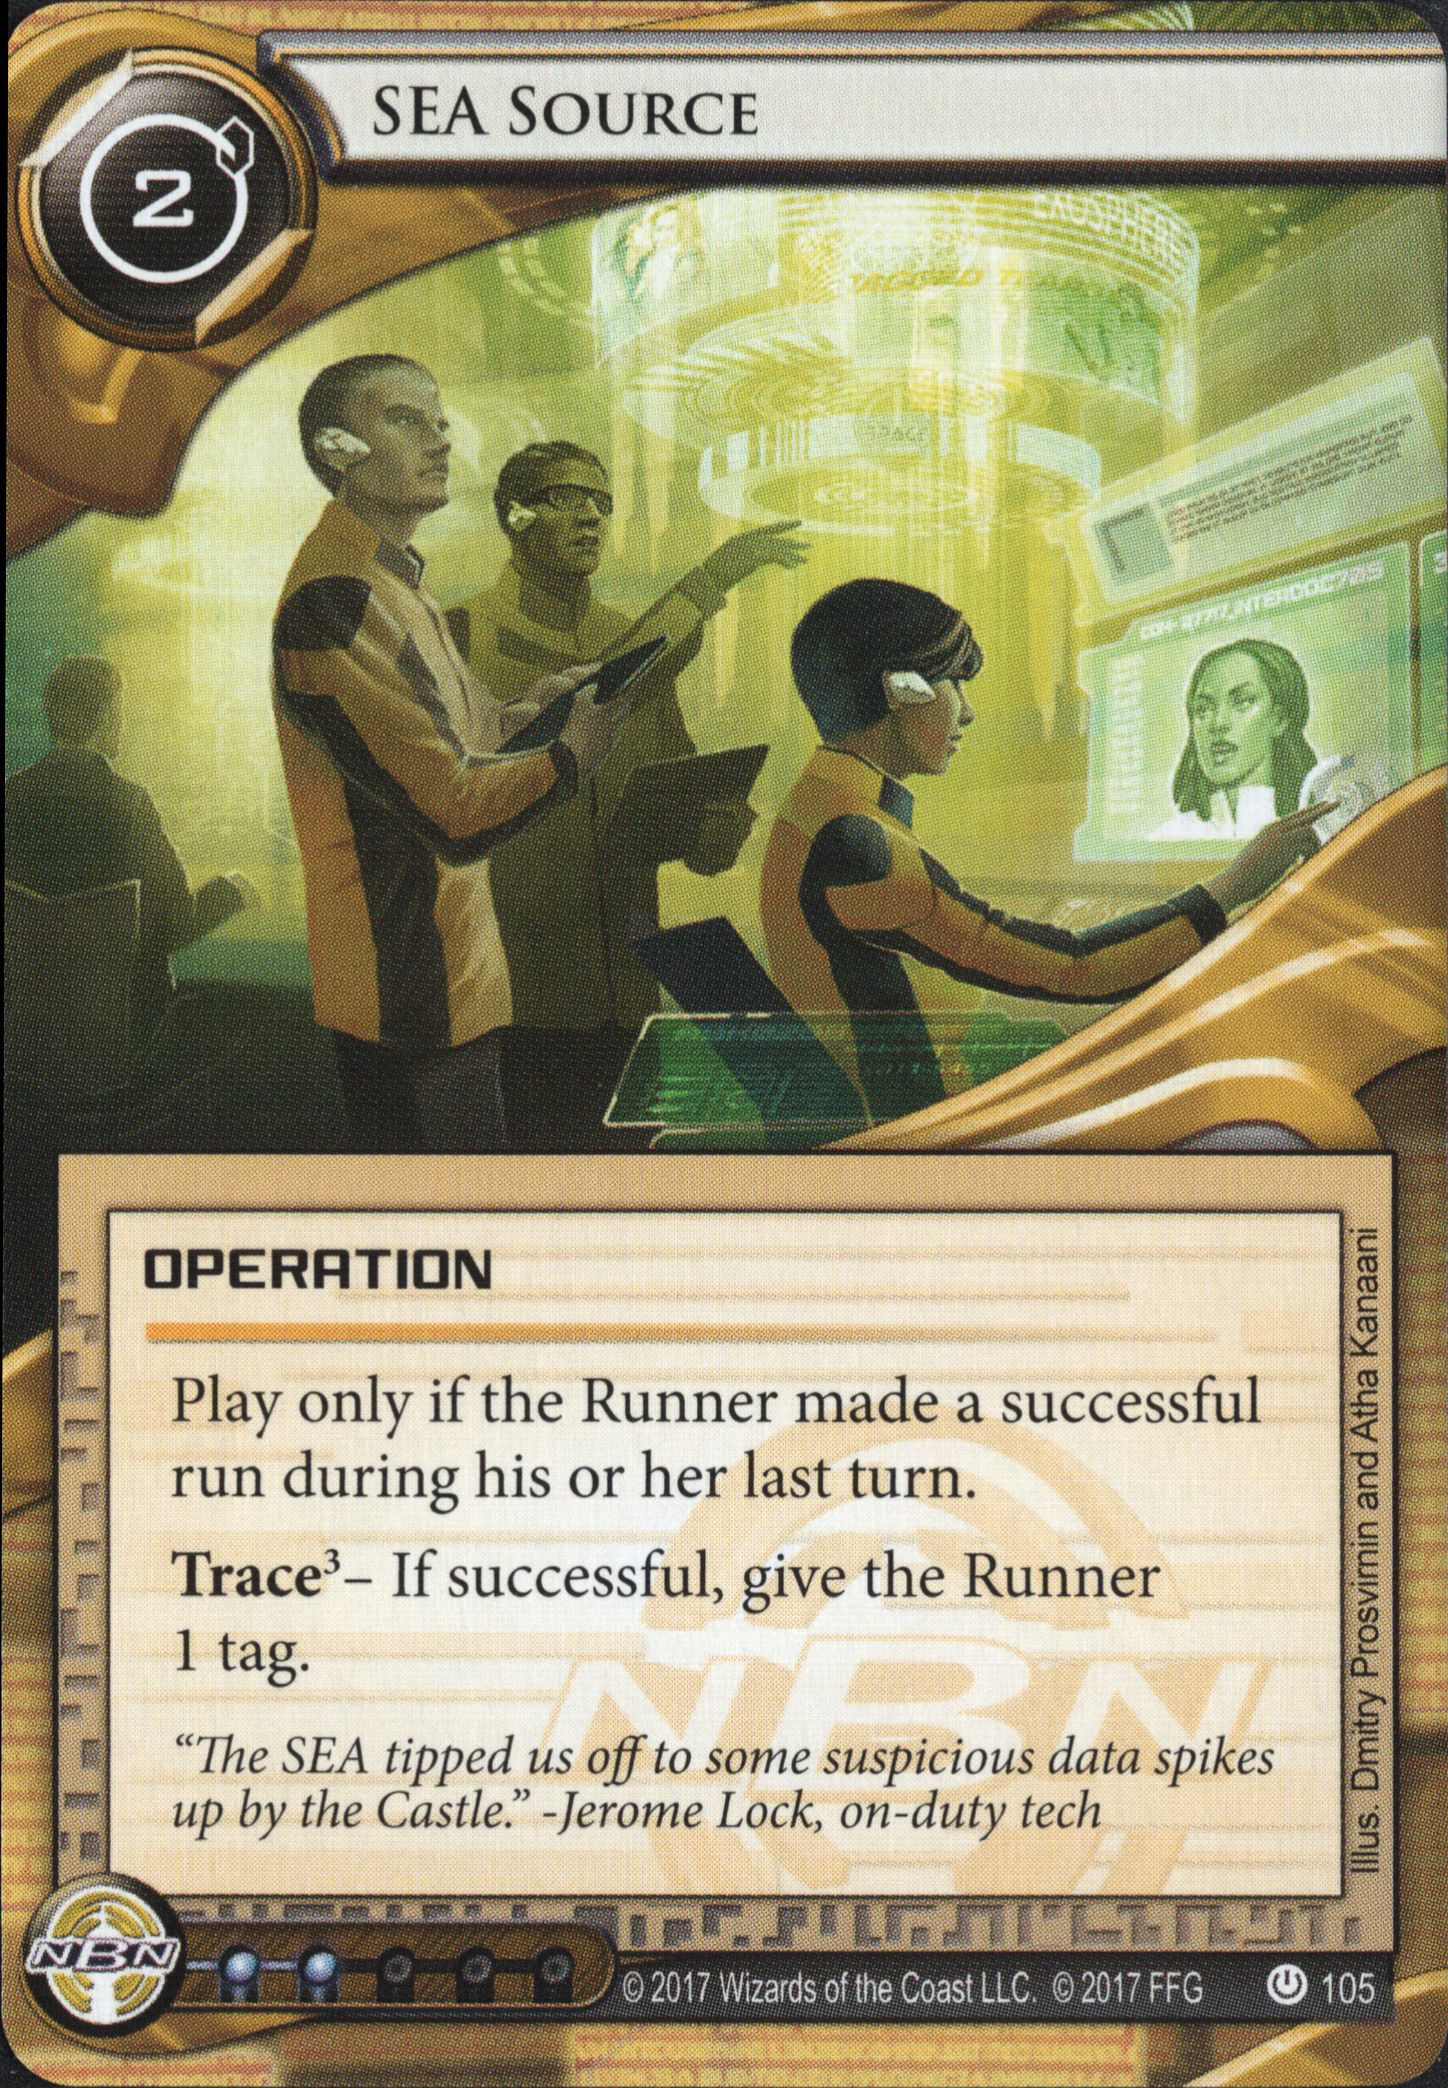 2
SEA SOURCE
SPACE
OPERATION
Play only if the Runner made a successful
run during his or her last turn.
Trace³– If successful, give the Runner
1 tag.
“The SEA tipped us off to some suspicious data spikes
up by the Castle.” -Jerome Lock, on-duty tech
Illus. Dmitry Prosvimin and Atha Kanaani
NBN
NBN
© 2017 Wizards of the Coast LLC. © 2017 FFG
105